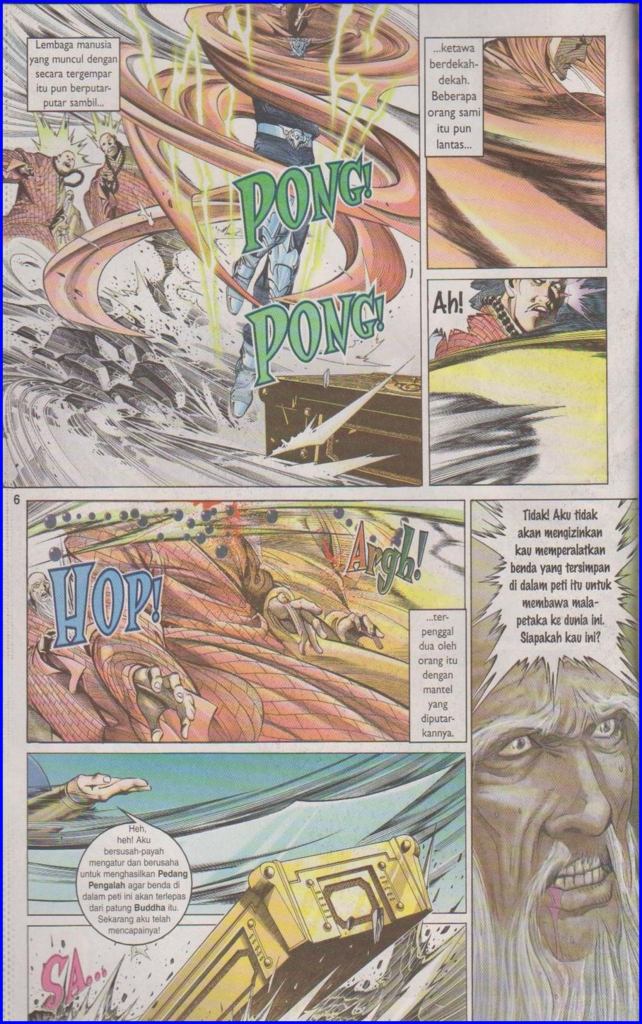 Lembaga manusia
yang muncul dengan
secara tergempar
itu pun berputar-
putar sambil...
PONG!
PONG!
...ketawa
berdekah-
dekah.
Beberapa
orang sami
itu pun
lantas...
Ah!
6
HOP!
Argh!
...ter-
penggal
dua oleh
orang itu
dengan
mantel
yang
diputar-
kannya.
Tidak! Aku tidak
akan mengizinkan
kau memperalatkan
benda yang tersimpan
di dalam peti itu untuk
membawa mala-
petaka ke dunia ini.
Siapakah kau ini?
Heh,
heh! Aku
bersusah-payah
mengatur dan berusaha
untuk menghasilkan Pedang
Pengalah agar benda di
dalam peti ini akan terlepas
dari patung Buddha itu.
Sekarang aku telah
mencapainya!
SA...